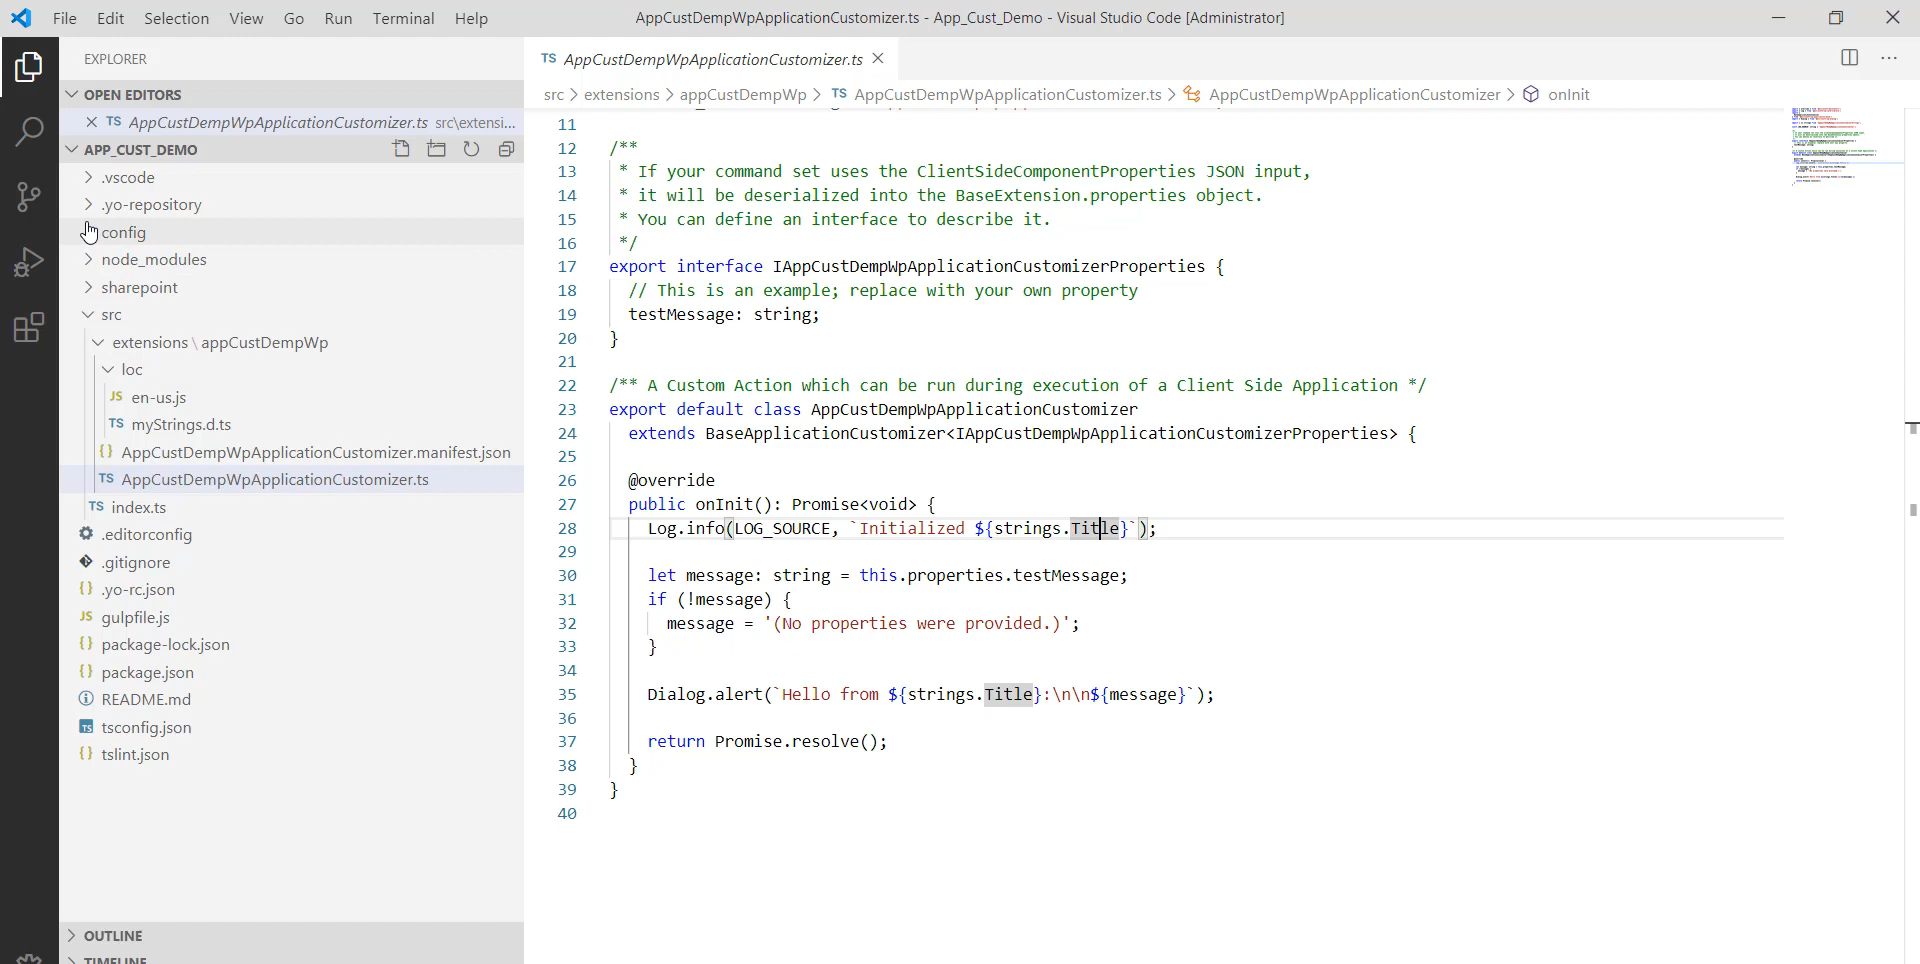 File Edit Selection View Go Run Terminal Help
AppCustDempWpApplicationCustomizer.ts - App_Cust_Demo - Visual Studio Code [Administrator]
EXPLORER
OPEN EDITORS
TS AppCustDempWpApplicationCustomizer.ts src\extensi...
APP_CUST_DEMO
.vscode
.yo-repository
config
node_modules
sharepoint
src
extensions \ appCustDempWp
loc
JS en-us.js
TS myStrings.d.ts
{} AppCustDempWpApplicationCustomizer.manifest.json
TS AppCustDempWpApplicationCustomizer.ts
TS index.ts
.editorconfig
.gitignore
{} .yo-rc.json
JS gulpfile.js
{} package-lock.json
{} package.json
README.md
TS tsconfig.json
{} tslint.json
OUTLINE
TIMELINE
TS AppCustDempWpApplicationCustomizer.ts
src > extensions > appCustDempWp > TS AppCustDempWpApplicationCustomizer.ts > AppCustDempWpApplicationCustomizer > onInit
11
12 /**
13 * If your command set uses the ClientSideComponentProperties JSON input,
14 * it will be deserialized into the BaseExtension.properties object.
15 * You can define an interface to describe it.
16 */
17 export interface IAppCustDempWpApplicationCustomizerProperties {
18 // This is an example; replace with your own property
19 testMessage: string;
20 }
21
22 /** A Custom Action which can be run during execution of a Client Side Application */
23 export default class AppCustDempWpApplicationCustomizer
24 extends BaseApplicationCustomizer<IAppCustDempWpApplicationCustomizerProperties> {
25
26 @override
27 public onInit(): Promise<void> {
28 Log.info(LOG_SOURCE, `Initialized ${strings.Title}`);
29
30 let message: string = this.properties.testMessage;
31 if (!message) {
32 message = '(No properties were provided.)';
33 }
34
35 Dialog.alert(`Hello from ${strings.Title}:\n\n${message}`);
36
37 return Promise.resolve();
38 }
39 }
40